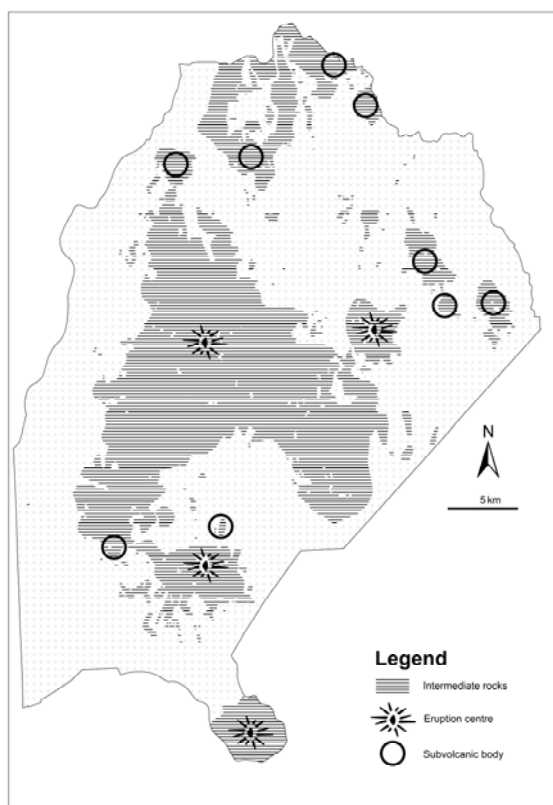 N
5 km
Legend
Intermediate rocks
Eruption centre
Subvolcanic body